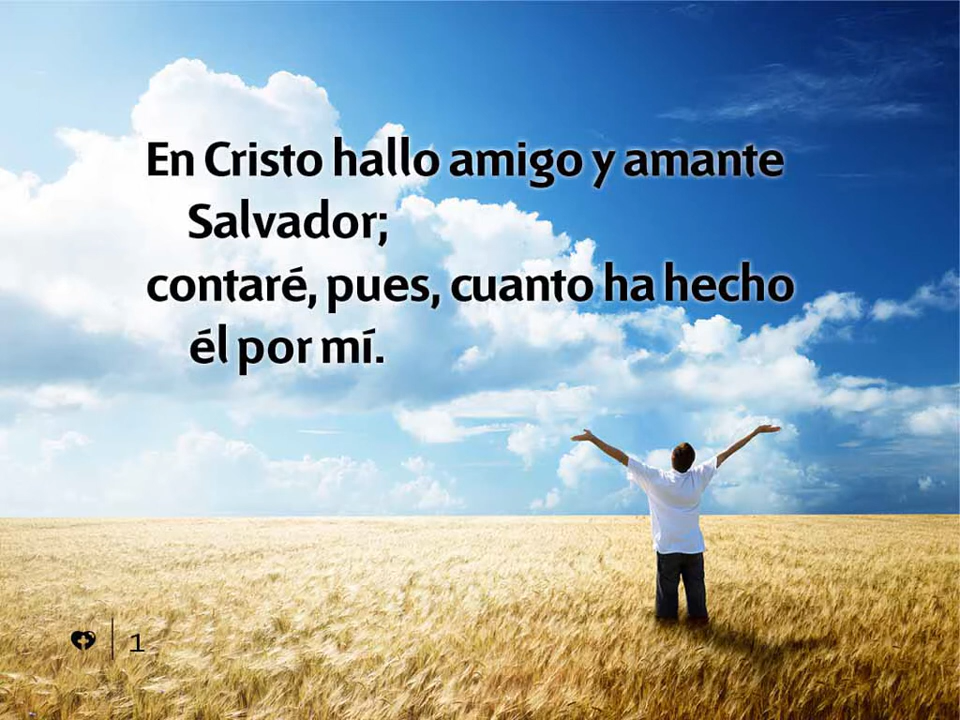 En Cristo hallo amigo y amante
Salvador;
contaré, pues, cuanto ha hecho
él por mí.
1